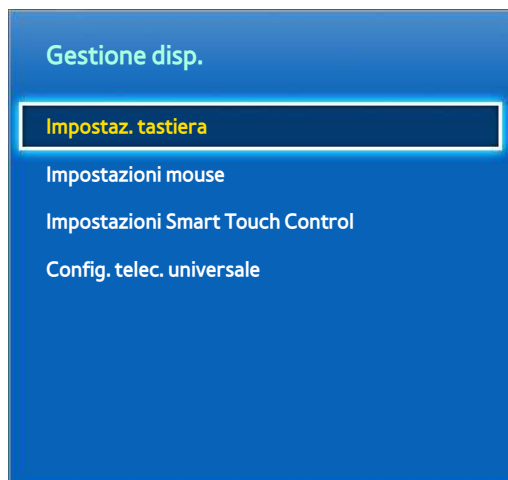 Gestione disp.
Impostaz. tastiera
Impostazioni mouse
Impostazioni Smart Touch Control
Config. telec. universale